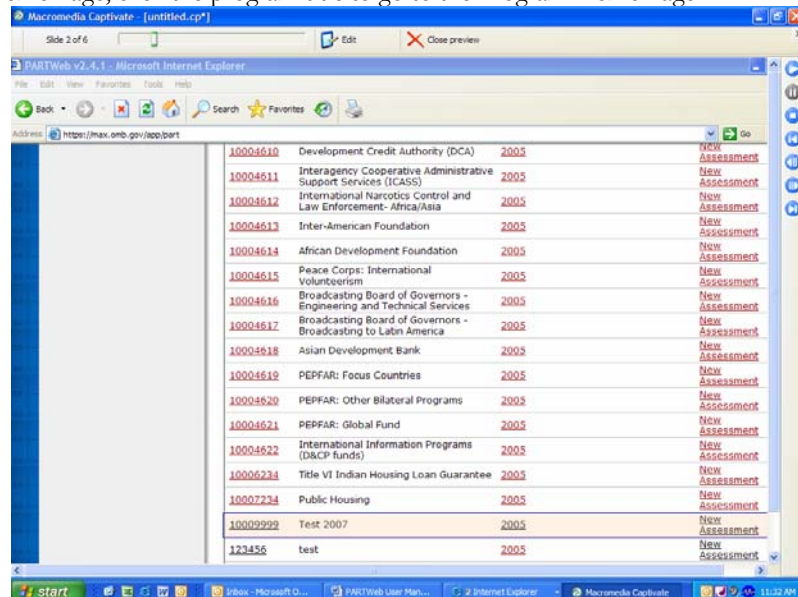 Macromedia Captivate - [untitled.cp*]
Slide 2 of 6 Edit Close preview
PARTWeb v2.4.1 - Microsoft Internet Explorer
File Edit View Favorites Tools Help
Back Search Favorites
Address https://max.omb.gov/app/part Go
10004610 Development Credit Authority (DCA) 2005 New Assessment
10004611 Interagency Cooperative Administrative Support Services (ICASS) 2005 New Assessment
10004612 International Narcotics Control and Law Enforcement- Africa/Asia 2005 New Assessment
10004613 Inter-American Foundation 2005 New Assessment
10004614 African Development Foundation 2005 New Assessment
10004615 Peace Corps: International Volunteerism 2005 New Assessment
10004616 Broadcasting Board of Governors - Engineering and Technical Services 2005 New Assessment
10004617 Broadcasting Board of Governors - Broadcasting to Latin America 2005 New Assessment
10004618 Asian Development Bank 2005 New Assessment
10004619 PEPFAR: Focus Countries 2005 New Assessment
10004620 PEPFAR: Other Bilateral Programs 2005 New Assessment
10004621 PEPFAR: Global Fund 2005 New Assessment
10004622 International Information Programs (D&CP funds) 2005 New Assessment
10006234 Title VI Indian Housing Loan Guarantee 2005 New Assessment
10007234 Public Housing 2005 New Assessment
10009999 Test 2007 2005 New Assessment
123456 test 2005 New Assessment
start Inbox - Microsoft O... PARTWeb User Man... 2 Internet Explorer Macromedia Captivate 11:32 AM